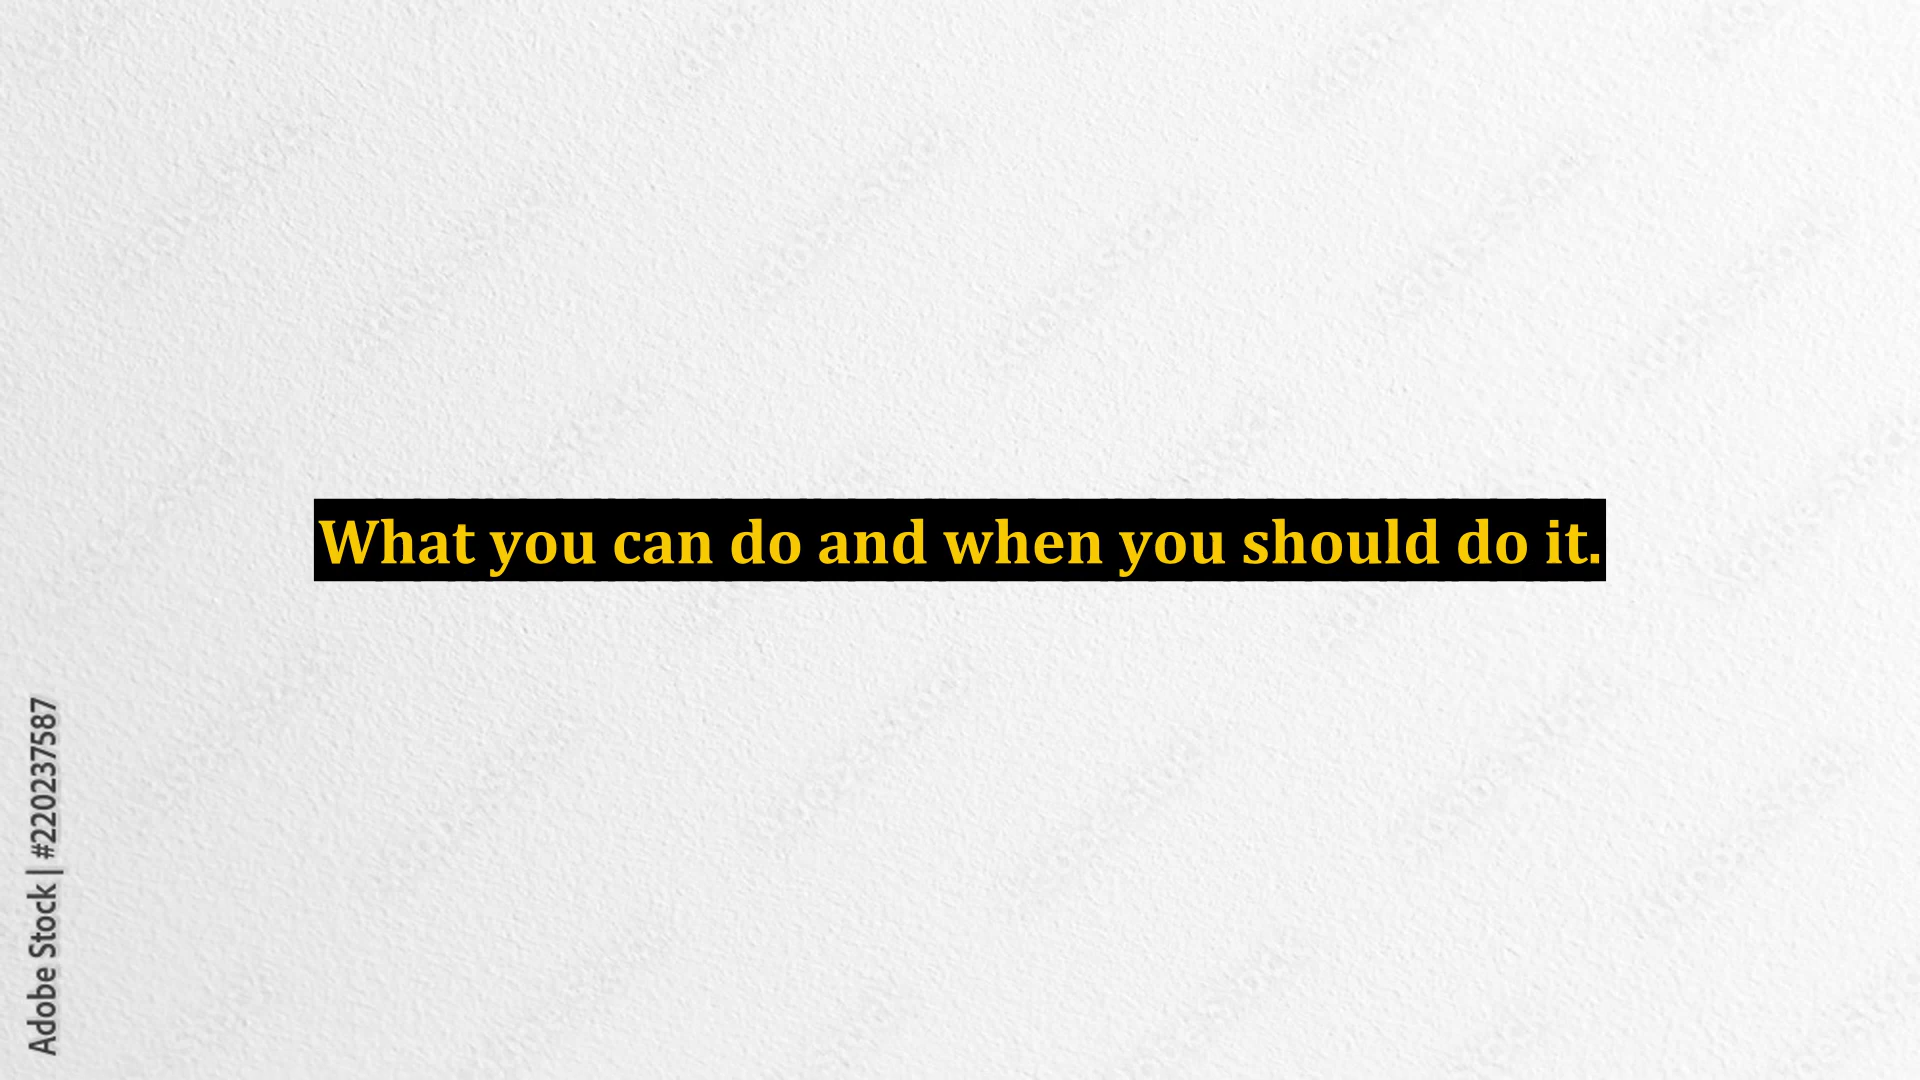 What you can do and when you should do it.
Adobe Stock | #220237587